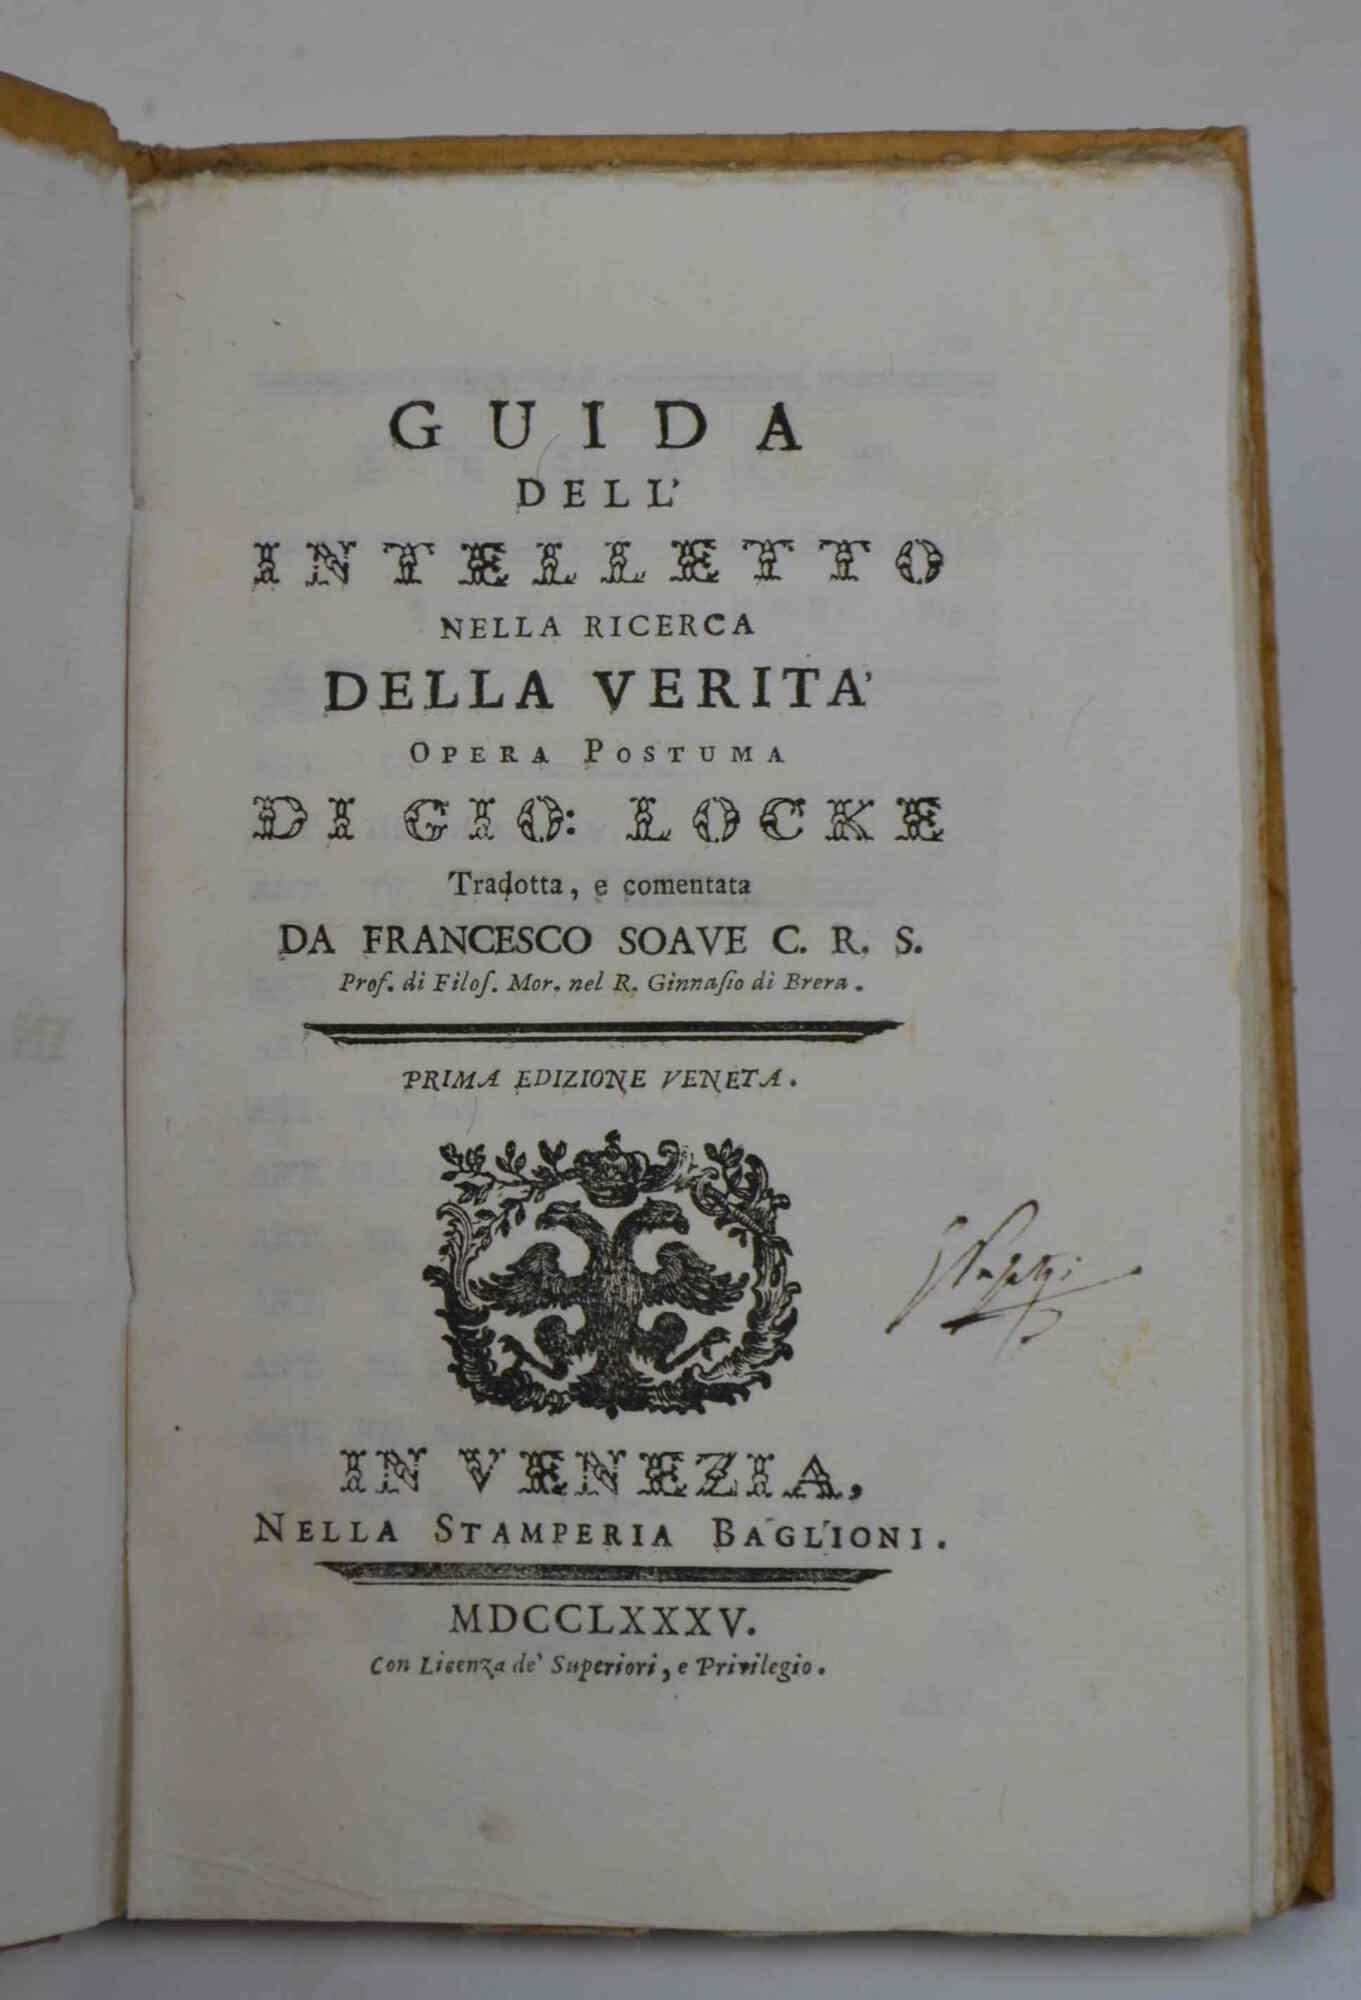 GUIDA
DELL'
INTELLETTO
NELLA RICERCA
DELLA VERITA'
OPERA POSTUMA
DI GIO: LOCKE
Tradotta, e comentata
DA FRANCESCO SOAVE C. R. S.
Prof. di Filoſ. Mor. nel R. Ginnaſio di Brera.
PRIMA EDIZIONE VENETA.
IN VENEZIA,
NELLA STAMPERIA BAGLIONI.
MDCCLXXXV.
Con Licenza de' Superiori, e Privilegio.